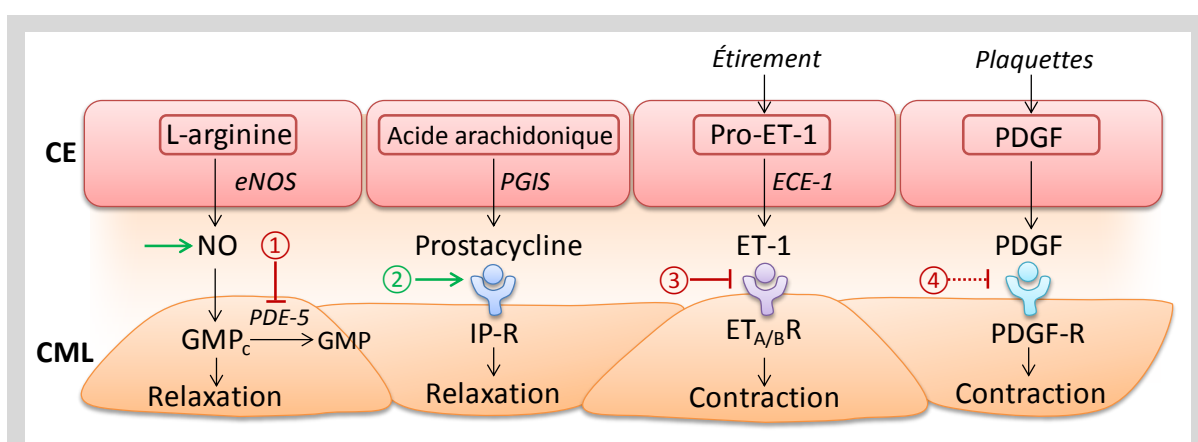 Étirement Plaquettes
CE L-arginine Acide arachidonique Pro-ET-1 PDGF
eNOS PGIS ECE-1
NO ① Prostacycline ET-1 PDGF
② ③ ④
PDE-5
GMPc GMP IP-R ETA/BR PDGF-R
CML
Relaxation Relaxation Contraction Contraction